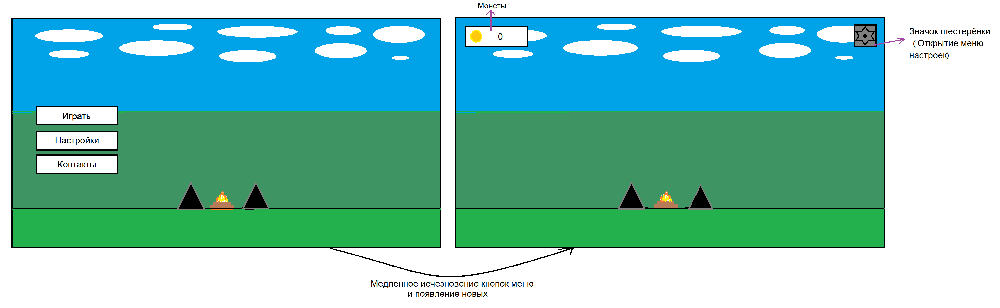 Монеты
0
Значок шестерёнки
( Открытие меню
настроек)
Играть
Настройки
Контакты
Медленное исчезновение кнопок меню
и появление новых